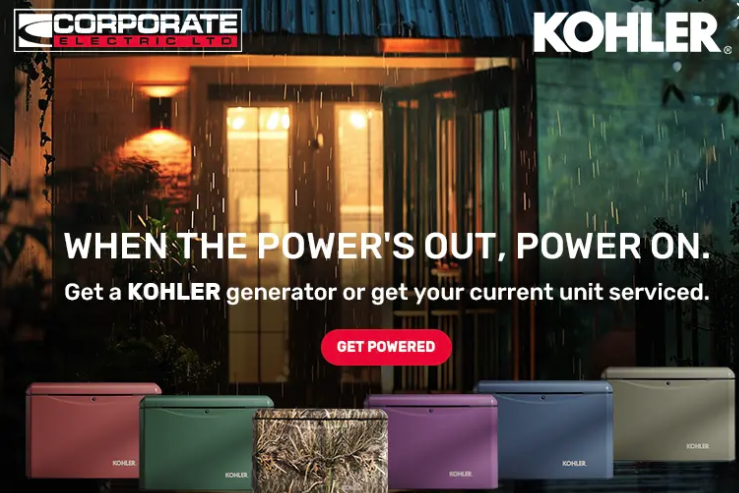 CORPORATE
ELECTRIC LTD
KOHLER®
WHEN THE POWER'S OUT, POWER ON.
Get a KOHLER generator or get your current unit serviced.
GET POWERED
KOHLER
KOHLER
KOHLER
KOHLER
KOHLER